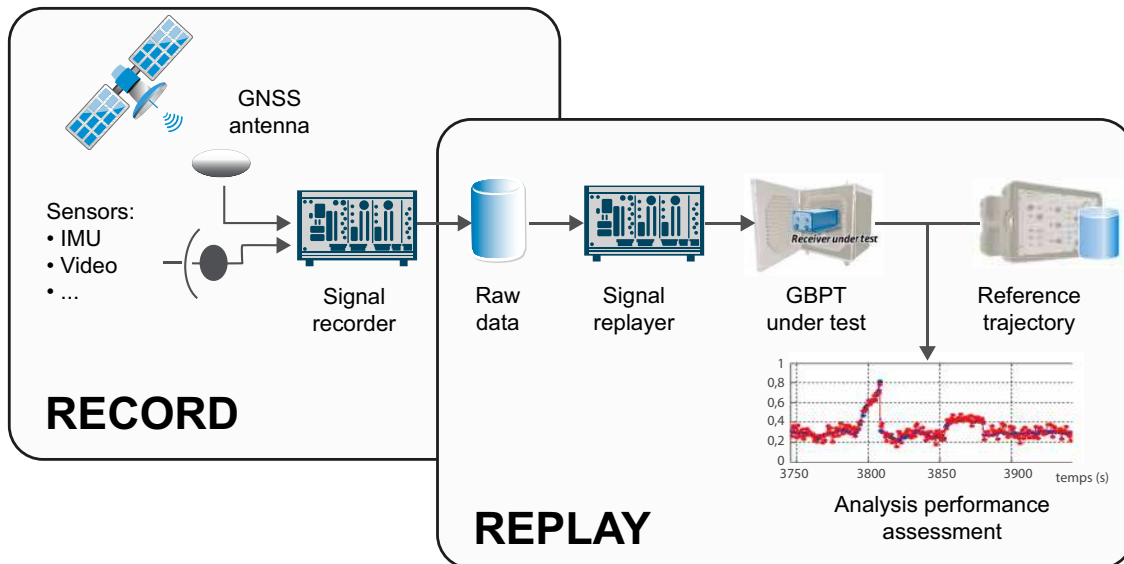 GNSS
antenna
Sensors:
• IMU
• Video
• ...
Signal
recorder
RECORD
Raw
data
Signal
replayer
Receiver under test
GBPT
under test
Reference
trajectory
1
0,8
0,6
0,4
0,2
0
3750
3800
3850
3900
temps (s)
Analysis performance
assessment
REPLAY